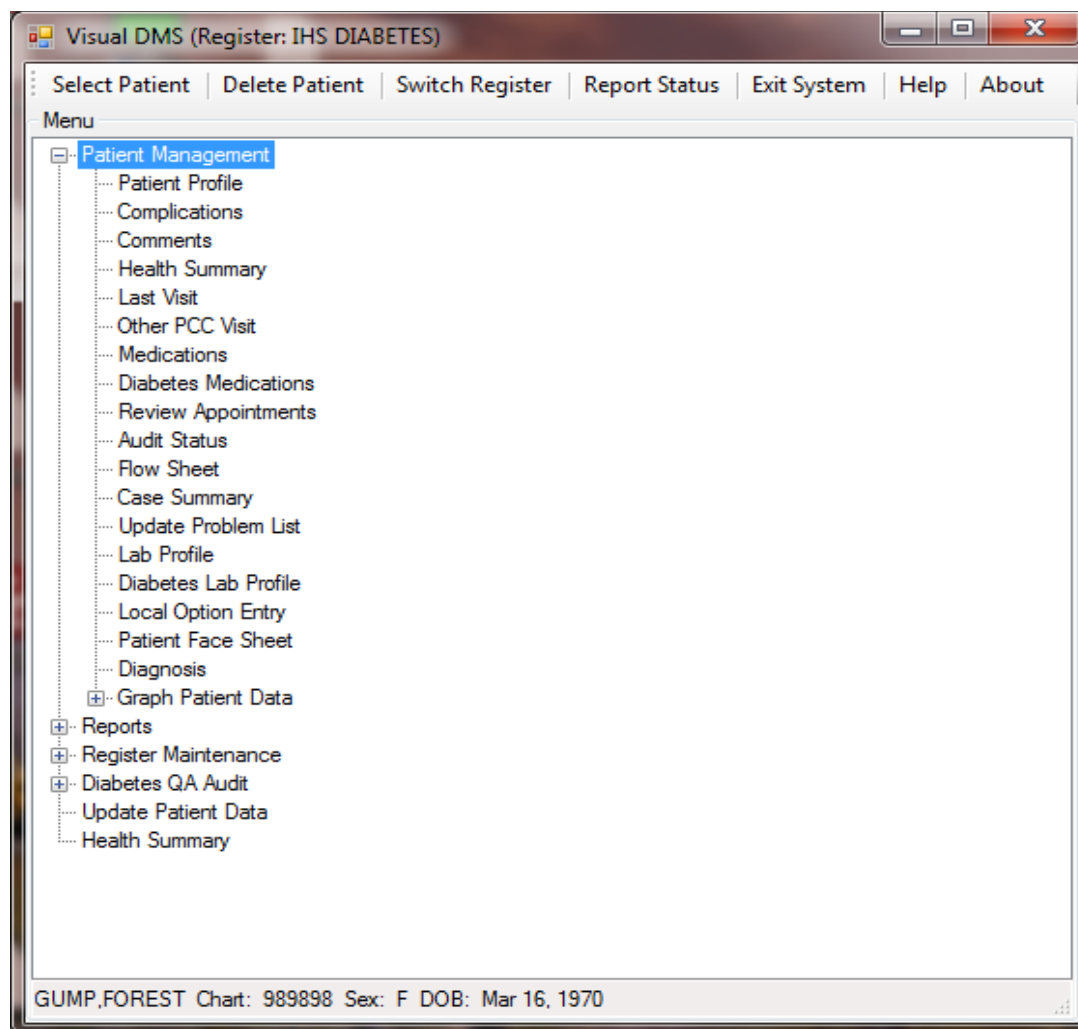 Visual DMS (Register: IHS DIABETES)
Select Patient Delete Patient Switch Register Report Status Exit System Help About
Menu
Patient Management
Patient Profile
Complications
Comments
Health Summary
Last Visit
Other PCC Visit
Medications
Diabetes Medications
Review Appointments
Audit Status
Flow Sheet
Case Summary
Update Problem List
Lab Profile
Diabetes Lab Profile
Local Option Entry
Patient Face Sheet
Diagnosis
Graph Patient Data
Reports
Register Maintenance
Diabetes QA Audit
Update Patient Data
Health Summary
GUMP,FOREST Chart: 989898 Sex: F DOB: Mar 16, 1970